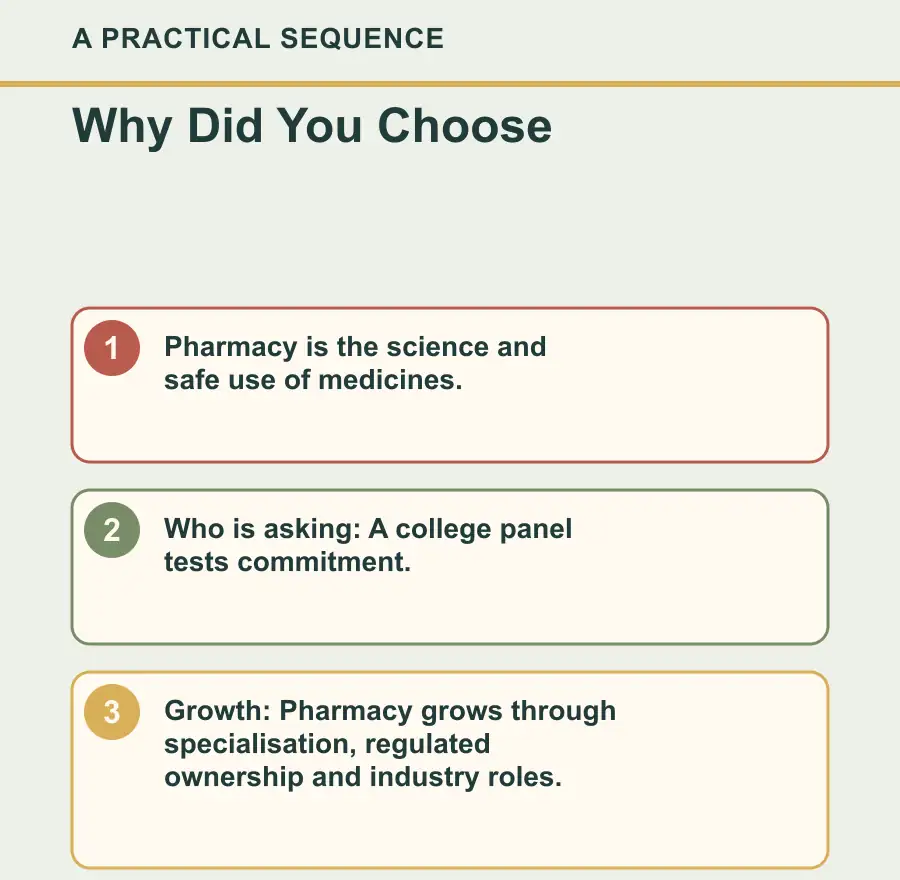 A PRACTICAL SEQUENCE
Why Did You Choose
1
Pharmacy is the science and
safe use of medicines.
2
Who is asking: A college panel
tests commitment.
3
Growth: Pharmacy grows through
specialisation, regulated
ownership and industry roles.